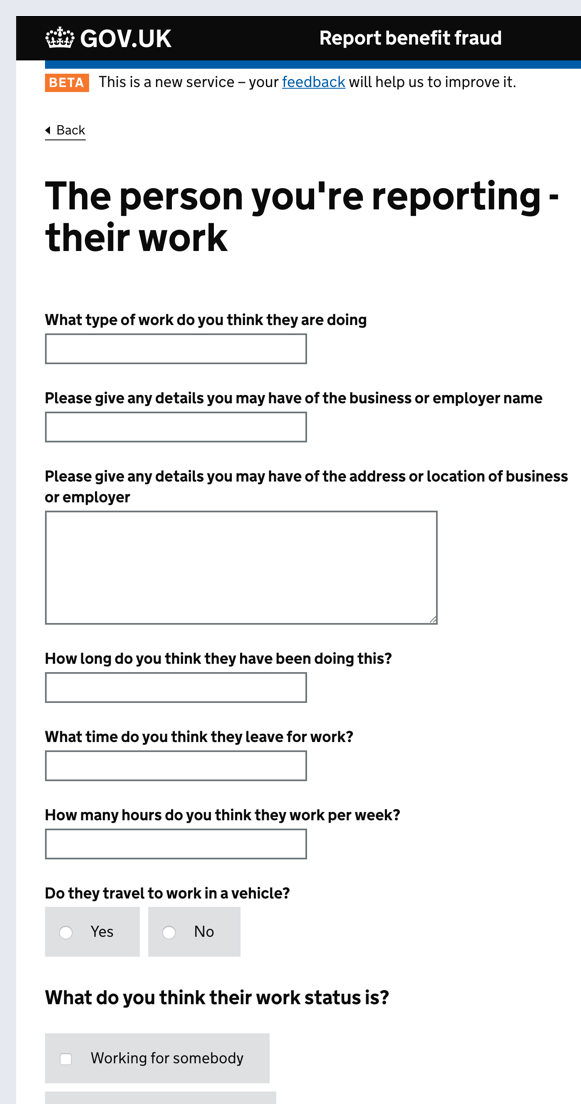 GOV.UK Report benefit fraud
BETA This is a new service – your feedback will help us to improve it.
Back
The person you're reporting -
their work
What type of work do you think they are doing
Please give any details you may have of the business or employer name
Please give any details you may have of the address or location of business
or employer
How long do you think they have been doing this?
What time do you think they leave for work?
How many hours do you think they work per week?
Do they travel to work in a vehicle?
Yes No
What do you think their work status is?
Working for somebody